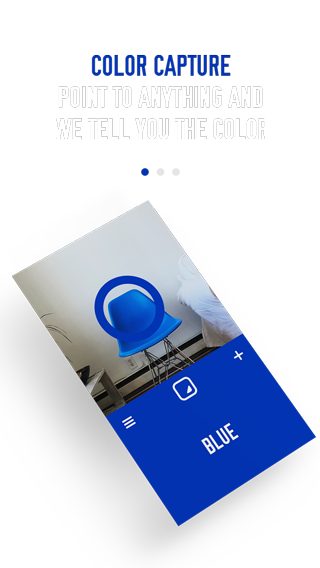 COLOR CAPTURE
POINT TO ANYTHING AND
WE TELL YOU THE COLOR
BLUE